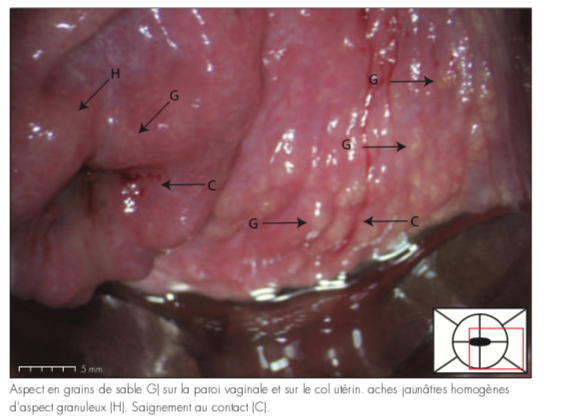 H
G
G
G
C
G
C
5 mm
Aspect en grains de sable G) sur la paroi vaginale et sur le col utérin. aches jaunâtres homogènes
d'aspect granuleux (H). Saignement au contact (C).